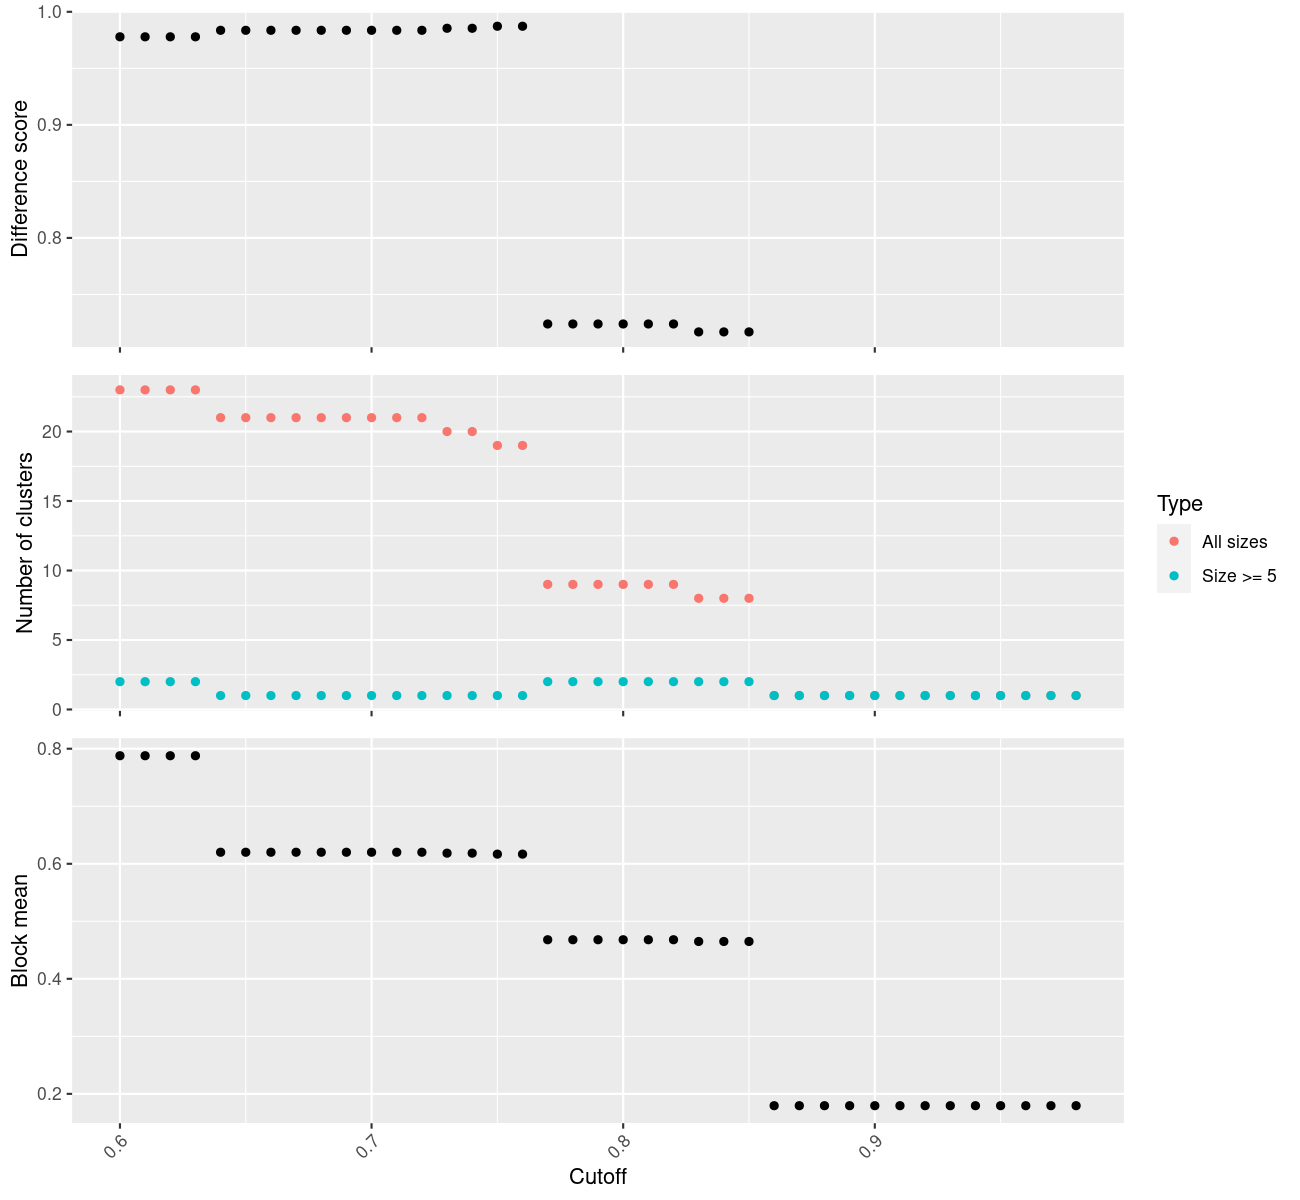 1.0
0.9
0.8
Difference score
20
15
10
5
0
Number of clusters
Type
All sizes
Size >= 5
0.8
0.6
0.4
0.2
Block mean
0.6
0.7
0.8
0.9
Cutoff